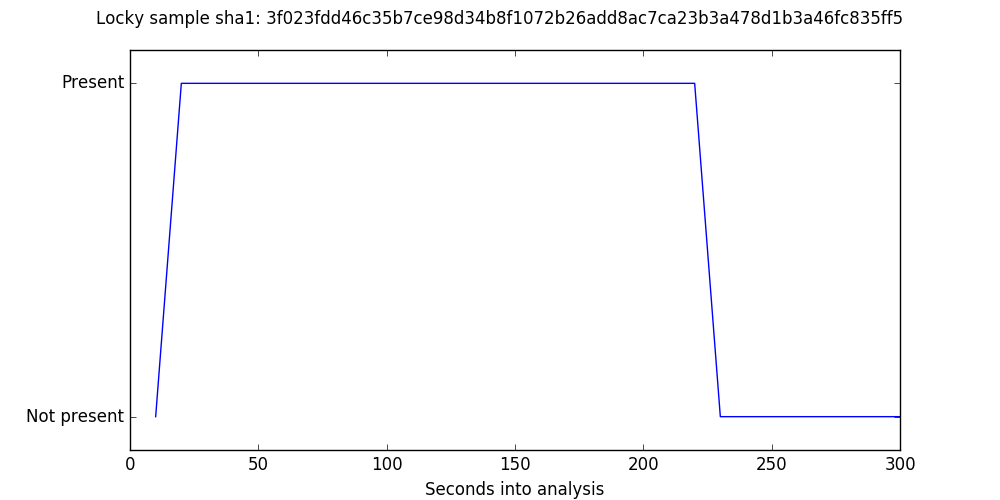 Locky sample sha1: 3f023fdd46c35b7ce98d34b8f1072b26add8ac7ca23b3a478d1b3a46fc835ff5
Present
Not present
0 50 100 150 200 250 300
Seconds into analysis